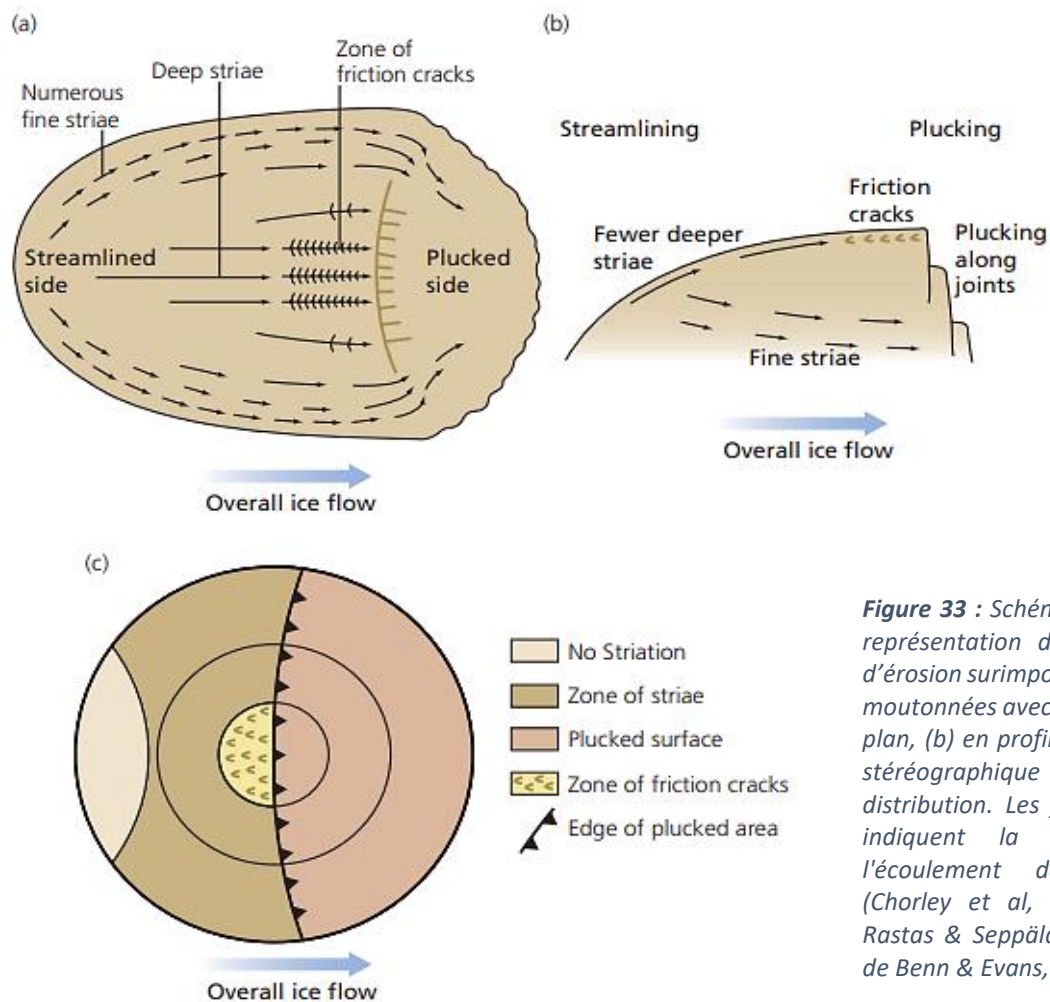 (a)
Deep striae
Zone of
friction cracks
Numerous
fine striae
Streamlined
side
Plucked
side
Overall ice flow
(b)
Streamlining
Plucking
Friction
cracks
Fewer deeper
striae
Plucking
along
joints
Fine striae
Overall ice flow
(c)
No Striation
Zone of striae
Plucked surface
Zone of friction cracks
Edge of plucked area
Overall ice flow
Figure 33 : Schém
représentation d
d'érosion surimpo
moutonnées avec
plan, (b) en profi
stéréographique
distribution. Les
indiquent la
l'écoulement d
(Chorley et al,
Rastas & Seppäl
de Benn & Evans,